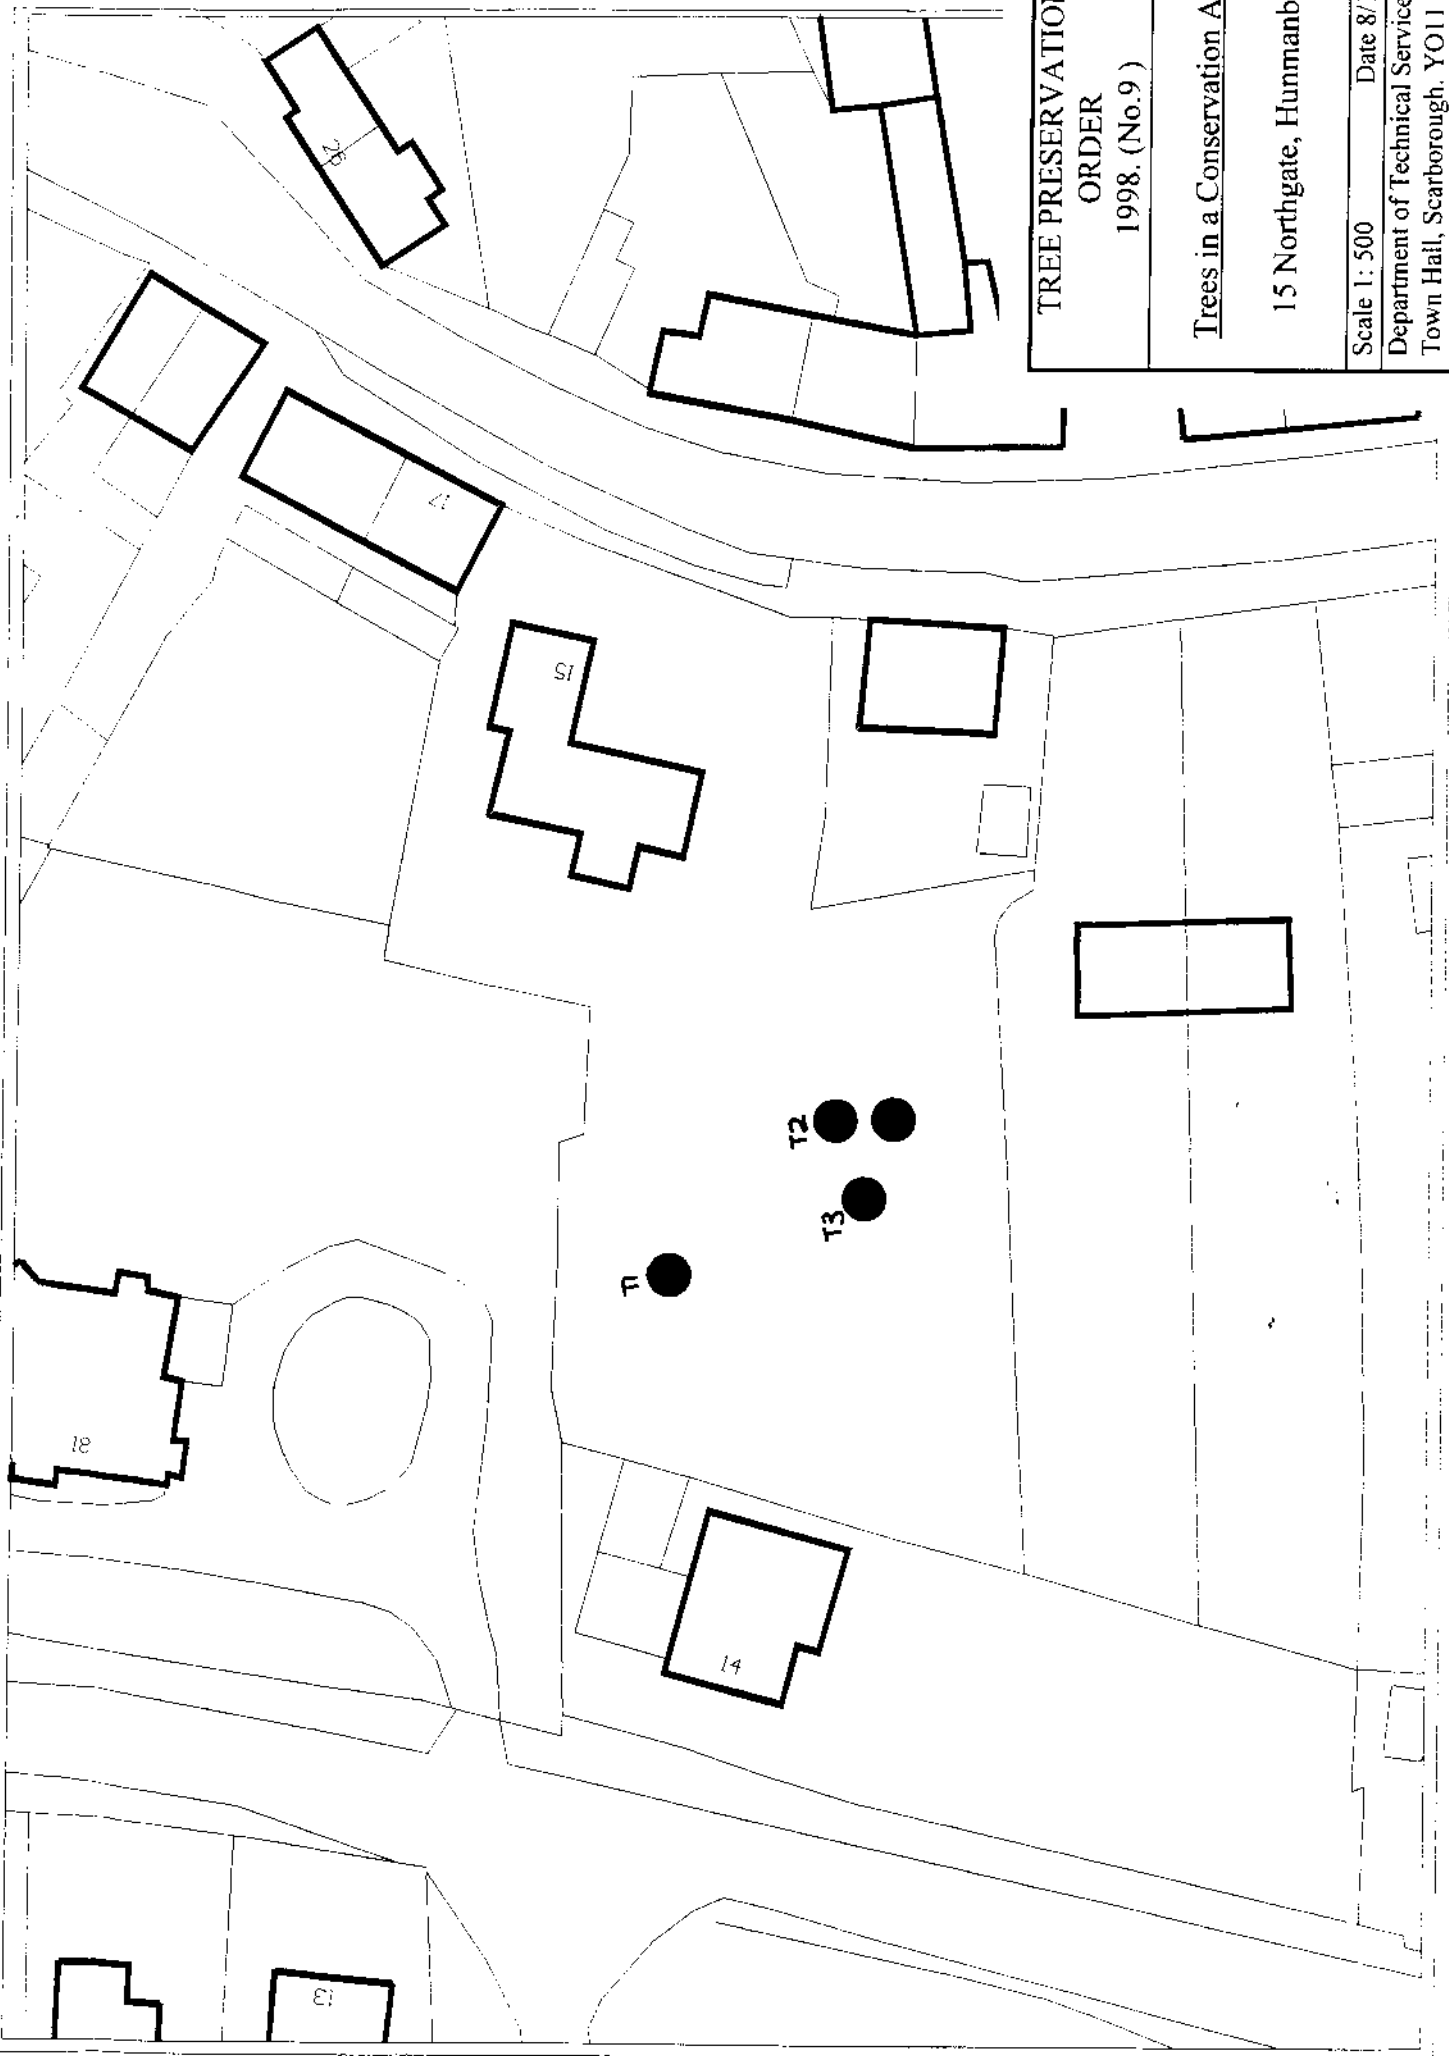 TREE PRESERVATION
ORDER
1998. (No.9 )
Trees in a Conservation A
15 Northgate, Hunmanb
Scale 1: 500 Date 8/
Department of Technical Service
Town Hall, Scarborough. YO11
26
17
15
T2
T3
T1
18
14
13